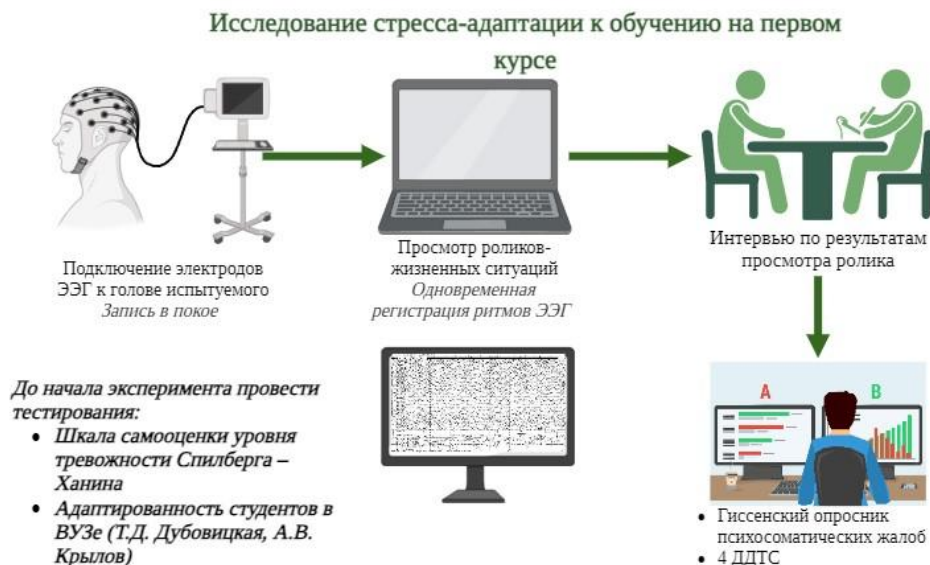 Исследование стресса-адаптации к обучению на первом
курсе
Подключение электродов
ЭЭГ к голове испытуемого
Запись в покое
Просмотр роликов-
жизненных ситуаций
Одновременная
регистрация ритмов ЭЭГ
Интервью по результатам
просмотра ролика
До начала эксперимента провести
тестирования:
• Шкала самооценки уровня
тревожности Спилберга –
Ханина
• Адаптированность студентов в
ВУЗе (Т.Д. Дубовицкая, А.В.
Крылов)
A B
• Гиссенский опросник
психосоматических жалоб
• 4 ДДТС